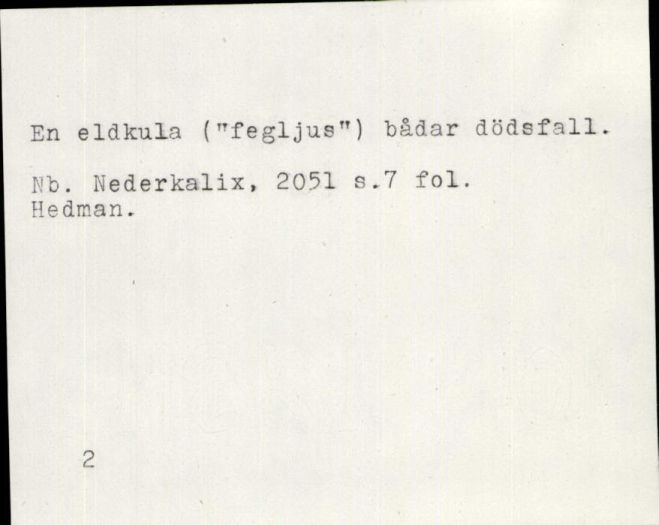 En eldkula ("fegljus") bådar dödsfall.
Nb. Nederkalix, 2051 s.7 fol.
Hedman.
2